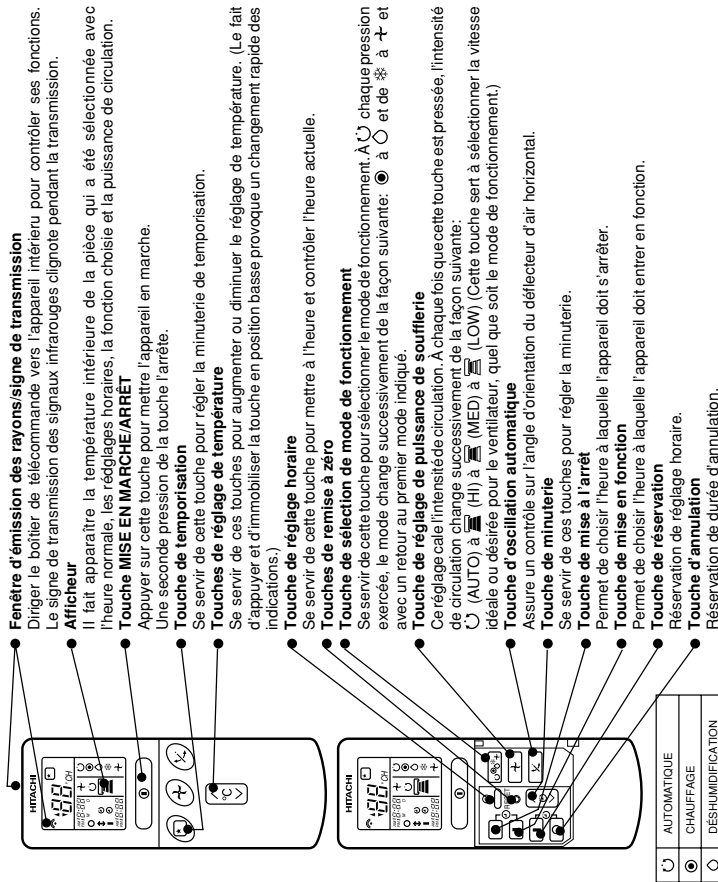 Fenêtre d'émission des rayons/signe de transmission
Diriger le boîtier de télécommande vers l'appareil intérieru pour contrôler ses fonctions.
Le signe de transmission des signaux infrarouges clignote pendant la transmission.
Afficheur
Il fait apparaître la température intérieure de la pièce qui a été sélectionnée avec
l'heure normale, les rédglages horaires, la fonction choisie et la puissance de circulation.
Touche MISE EN MARCHE/ARRÊT
Appuyer sur cette touche pour mettre l'appareil en marche.
Une seconde pression de la touche l'arrête.
Touche de temporisation
Se servir de cette touche pour régler la minuterie de temporisation.
Touches de réglage de température
Se servir de ces touches pour augmenter ou diminuer le réglage de température. (Le fait
d'appuyer et d'immobiliser la touche en position basse provoque un changement rapide des
indications.)
Touche de réglage horaire
Se servir de cette touche pour mettre à l'heure et contrôler l'heure actuelle.
Touches de remise à zéro
Touche de sélection de mode de fonctionnement
Se servir de cette touche pour sélectionner le mode de fonctionnement. À chaque pression
exercée, le mode change successivement de la façon suivante: à et de à et
avec un retour au premier mode indiqué.
Touche de réglage de puissance de soufflerie
Ce réglage cale l'intensité de circulation. À chaque fois que cette touche est pressée, l'intensité
de circulation change successivement de la façon suivante:
(AUTO) à (HI) à (MED) à (LOW) (Cette touche sert à sélectionner la vitesse
idéale ou désirée pour le ventilateur, quel que soit le mode de fonctionnement.)
Touche d'oscillation automatique
Assure un contrôle sur l'angle d'orientation du déflecteur d'air horizontal.
Touche de minuterie
Se servir de ces touches pour régler la minuterie.
Touche de mise à l'arrêt
Permet de choisir l'heure à laquelle l'appareil doit s'arrêter.
Touche de mise en fonction
Permet de choisir l'heure à laquelle l'appareil doit entrer en fonction.
Touche de réservation
Réservation de réglage horaire.
Touche d'annulation
Réservation de durée d'annulation.
HITACHI
°C
HITACHI
RESET
AUTOMATIQUE
CHAUFFAGE
DÉSHUMIDIFICATION